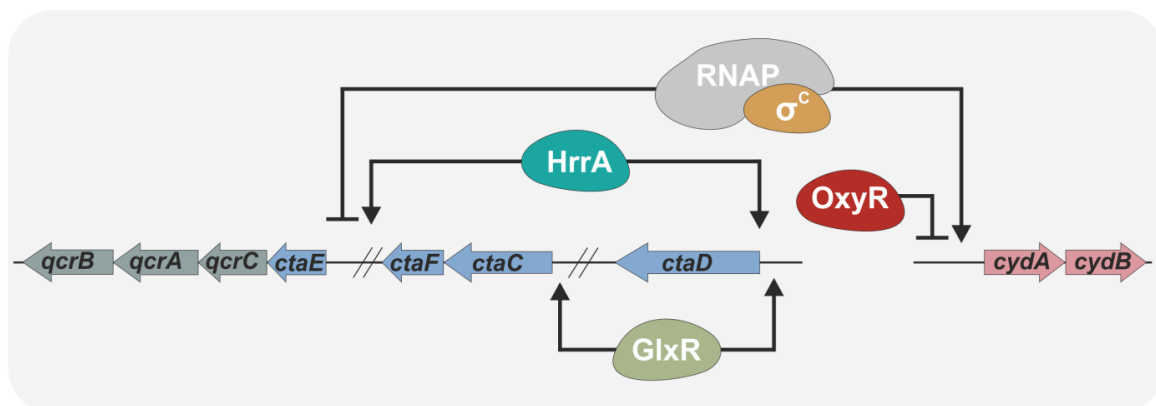 RNAP
σC
HrrA
OxyR
qcrB qcrA qcrC ctaE ctaF ctaC ctaD cydA cydB
GlxR